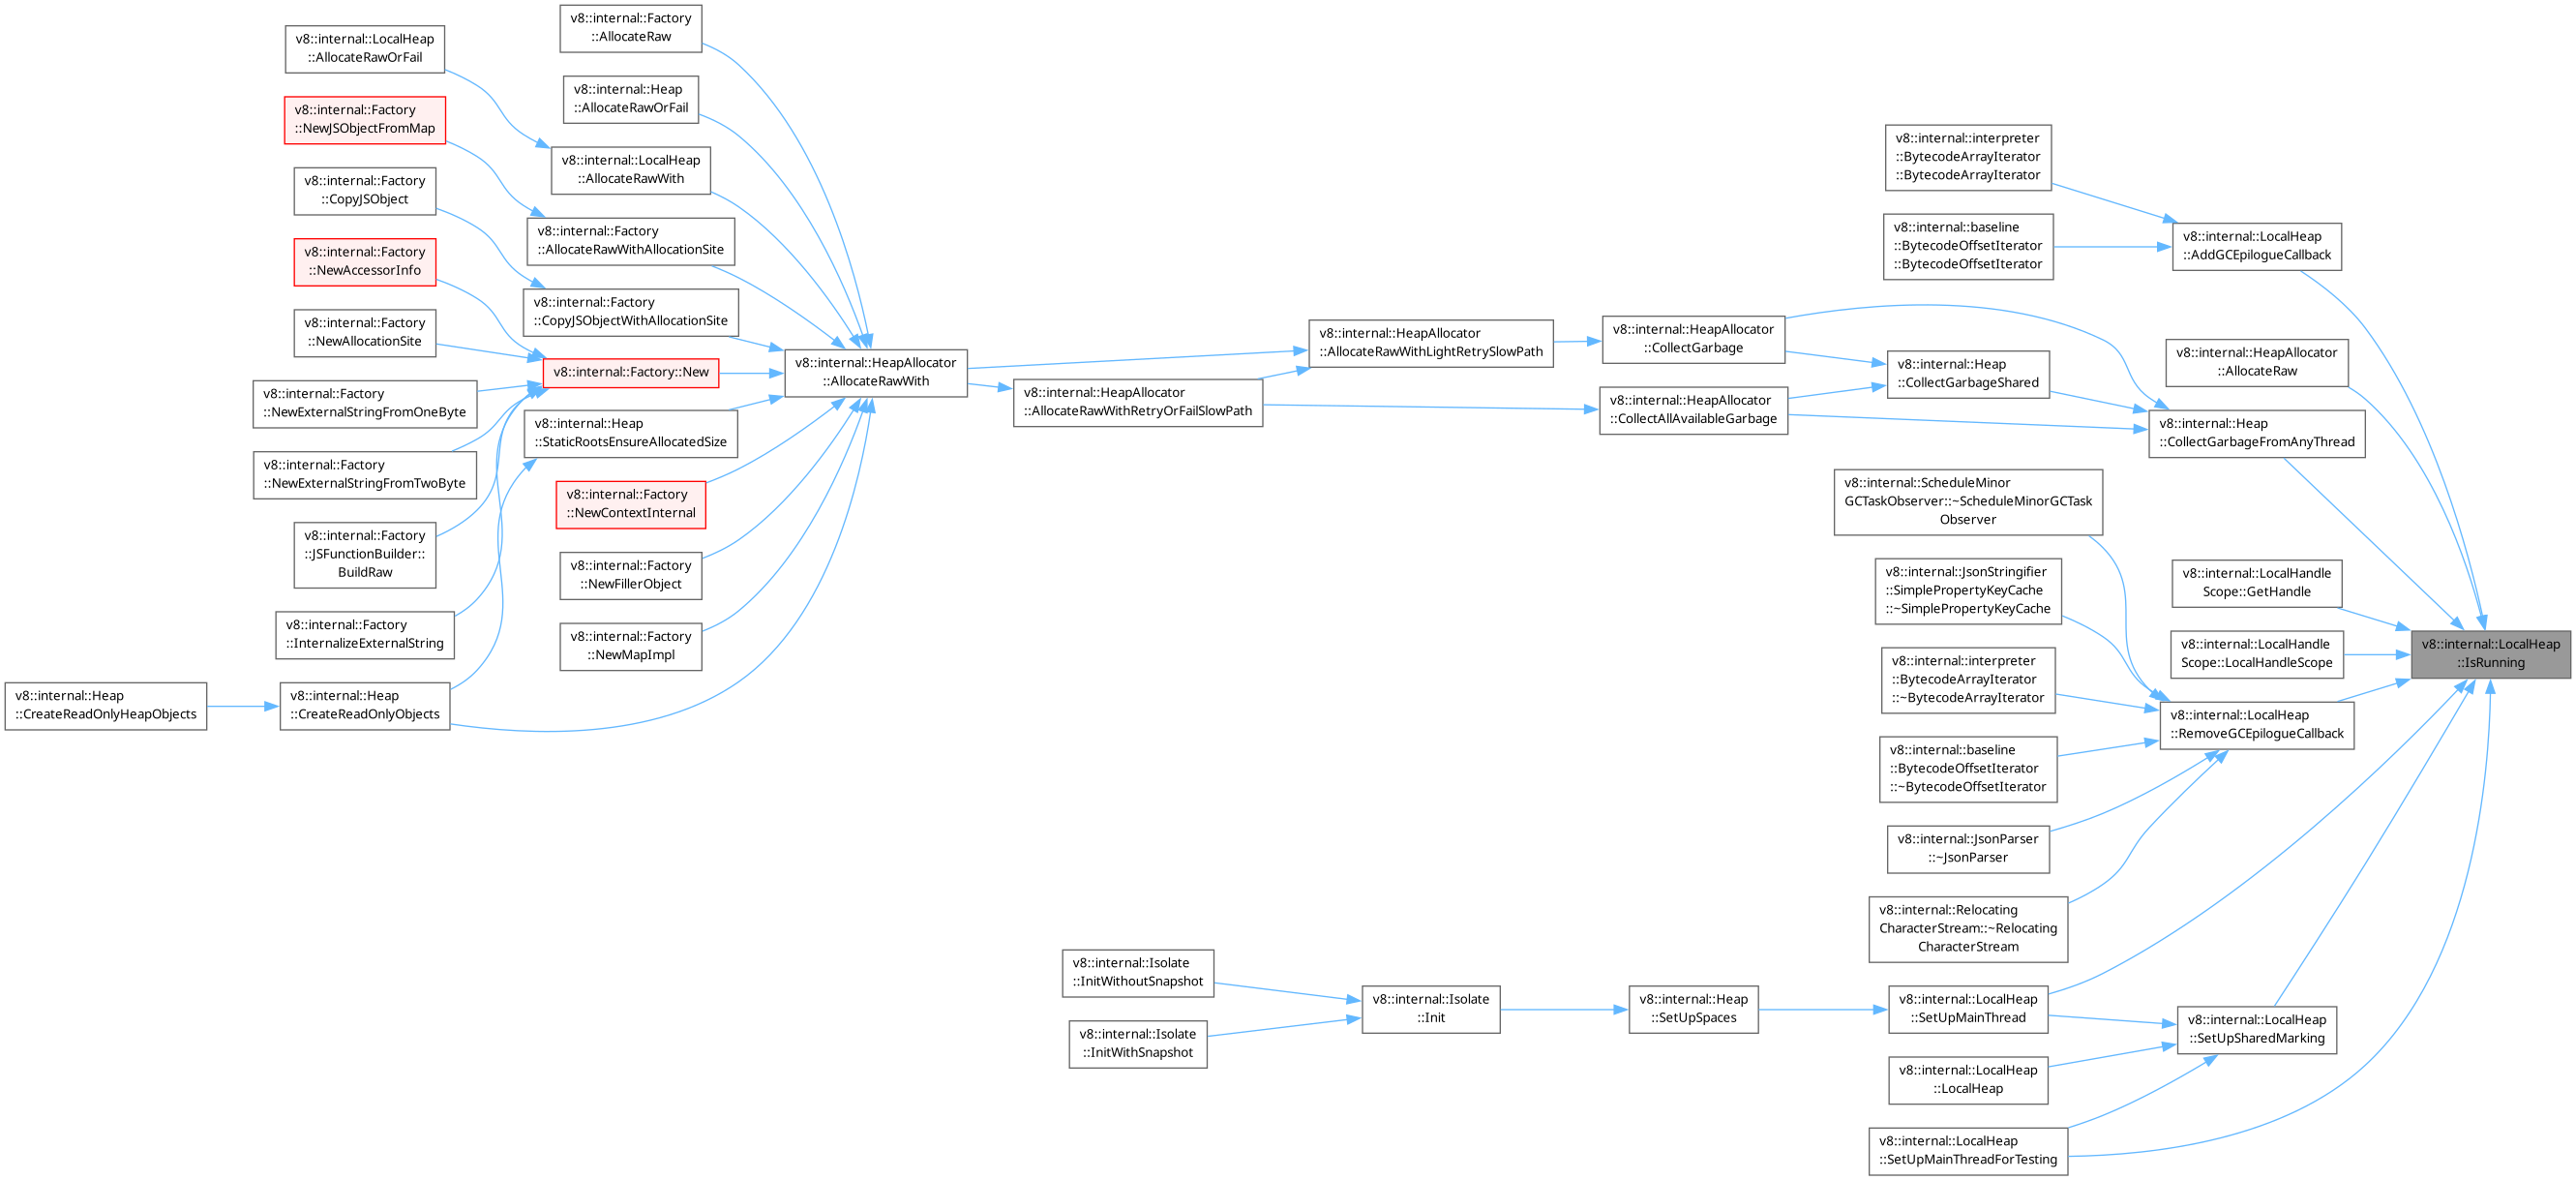 v8::internal::Factory
::AllocateRaw
v8::internal::LocalHeap
::AllocateRawOrFail
v8::internal::Heap
::AllocateRawOrFail
v8::internal::Factory
::NewJSObjectFromMap
v8::internal::LocalHeap
::AllocateRawWith
v8::internal::Factory
::CopyJSObject
v8::internal::Factory
::AllocateRawWithAllocationSite
v8::internal::Factory
::NewAccessorInfo
v8::internal::Factory
::CopyJSObjectWithAllocationSite
v8::internal::Factory
::NewAllocationSite
v8::internal::Factory::New
v8::internal::Factory
::NewExternalStringFromOneByte
v8::internal::Heap
::StaticRootsEnsureAllocatedSize
v8::internal::Factory
::NewExternalStringFromTwoByte
v8::internal::Factory
::NewContextInternal
v8::internal::Factory
::JSFunctionBuilder::
BuildRaw
v8::internal::Factory
::NewFillerObject
v8::internal::Factory
::InternalizeExternalString
v8::internal::Factory
::NewMapImpl
v8::internal::Heap
::CreateReadOnlyHeapObjects
v8::internal::Heap
::CreateReadOnlyObjects
v8::internal::HeapAllocator
::AllocateRawWith
v8::internal::HeapAllocator
::AllocateRawWithRetryOrFailSlowPath
v8::internal::HeapAllocator
::AllocateRawWithLightRetrySlowPath
v8::internal::HeapAllocator
::CollectGarbage
v8::internal::HeapAllocator
::CollectAllAvailableGarbage
v8::internal::Heap
::CollectGarbageShared
v8::internal::interpreter
::BytecodeArrayIterator
::BytecodeArrayIterator
v8::internal::baseline
::BytecodeOffsetIterator
::BytecodeOffsetIterator
v8::internal::LocalHeap
::AddGCEpilogueCallback
v8::internal::HeapAllocator
::AllocateRaw
v8::internal::Heap
::CollectGarbageFromAnyThread
v8::internal::ScheduleMinor
GCTaskObserver::~ScheduleMinorGCTask
Observer
v8::internal::JsonStringifier
::SimplePropertyKeyCache
::~SimplePropertyKeyCache
v8::internal::LocalHandle
Scope::GetHandle
v8::internal::LocalHandle
Scope::LocalHandleScope
v8::internal::LocalHeap
::IsRunning
v8::internal::interpreter
::BytecodeArrayIterator
::~BytecodeArrayIterator
v8::internal::LocalHeap
::RemoveGCEpilogueCallback
v8::internal::baseline
::BytecodeOffsetIterator
::~BytecodeOffsetIterator
v8::internal::JsonParser
::~JsonParser
v8::internal::Relocating
CharacterStream::~Relocating
CharacterStream
v8::internal::Isolate
::InitWithoutSnapshot
v8::internal::Isolate
::InitWithSnapshot
v8::internal::Isolate
::Init
v8::internal::Heap
::SetUpSpaces
v8::internal::LocalHeap
::SetUpMainThread
v8::internal::LocalHeap
::SetUpSharedMarking
v8::internal::LocalHeap
::LocalHeap
v8::internal::LocalHeap
::SetUpMainThreadForTesting